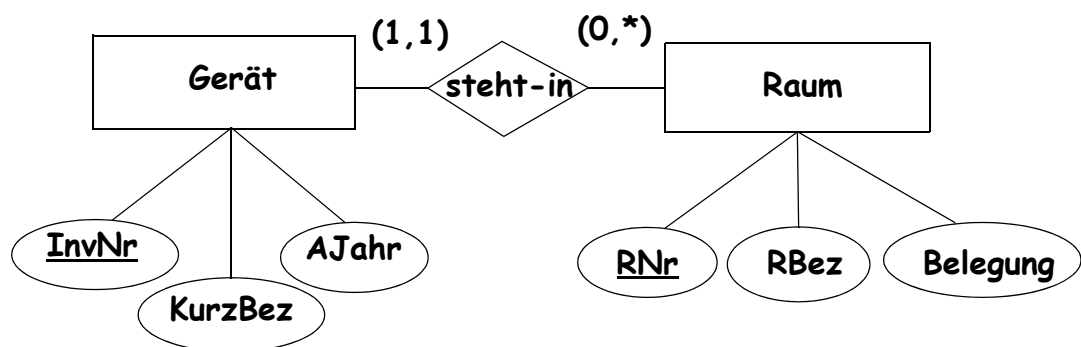 (1,1) (0,*)
Gerät steht-in Raum
InvNr AJahr RNr RBez Belegung
KurzBez